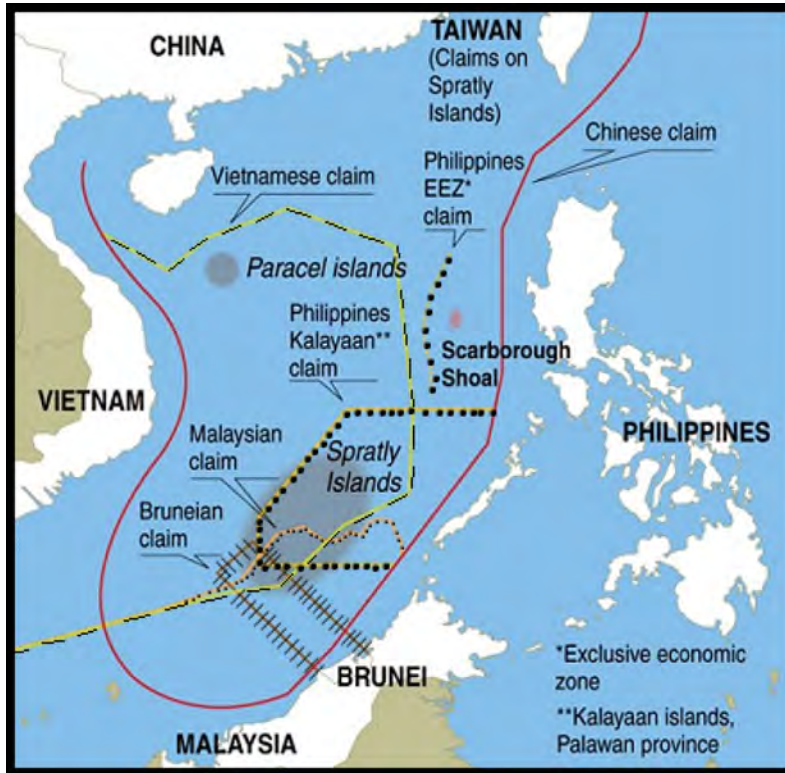 CHINA
TAIWAN
(Claims on
Spratly
Islands)
Chinese claim
Vietnamese claim
Philippines
EEZ*
claim
Paracel islands
Philippines
Kalayaan**
claim
Scarborough
Shoal
VIETNAM
PHILIPPINES
Malaysian
claim
Spratly
Islands
Bruneian
claim
BRUNEI
MALAYSIA
*Exclusive economic
zone
**Kalayaan islands,
Palawan province